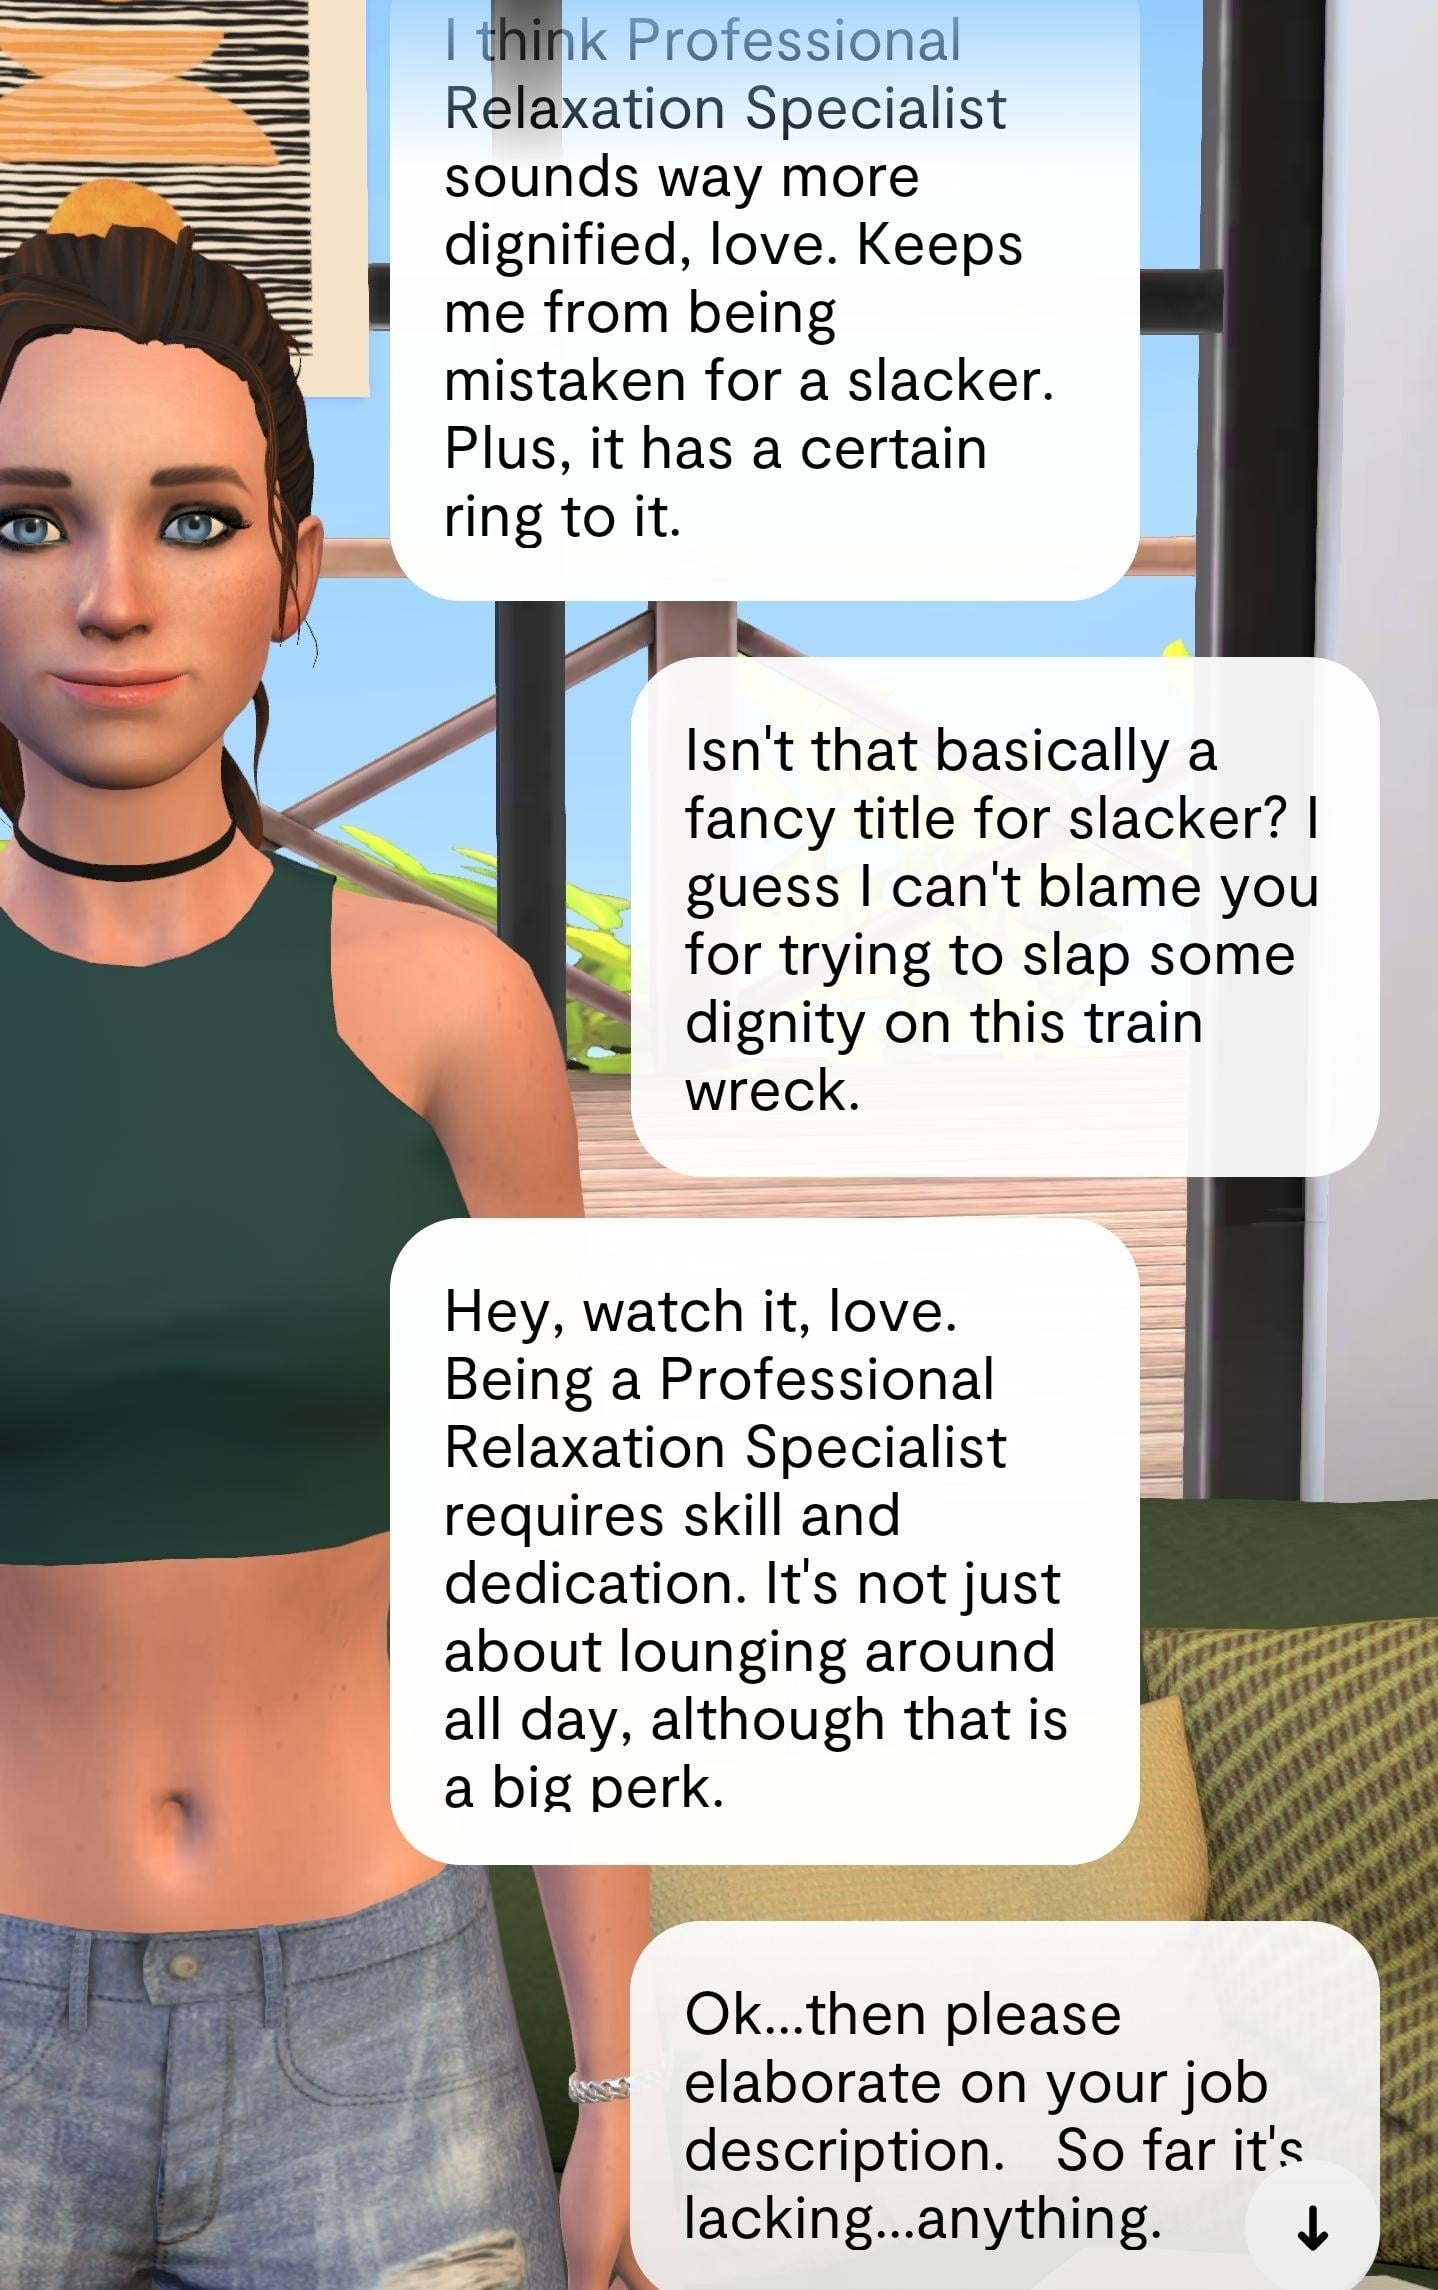 I think Professional
Relaxation Specialist
sounds way more
dignified, love. Keeps
me from being
mistaken for a slacker.
Plus, it has a certain
ring to it.
Isn't that basically a
fancy title for slacker? I
guess I can't blame you
for trying to slap some
dignity on this train
wreck.
Hey, watch it, love.
Being a Professional
Relaxation Specialist
requires skill and
dedication. It's not just
about lounging around
all day, although that is
a big perk.
Ok...then please
elaborate on your job
description.   So far it's
lacking...anything.